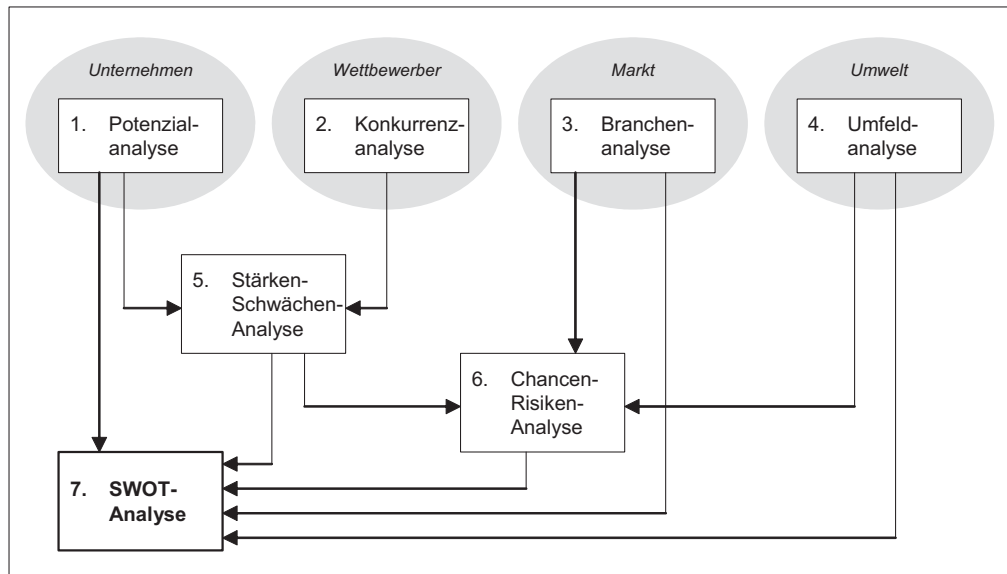 Unternehmen
Wettbewerber
Markt
Umwelt
1. Potenzial-
analyse
2. Konkurrenz-
analyse
3. Branchen-
analyse
4. Umfeld-
analyse
5. Stärken-
Schwächen-
Analyse
6. Chancen-
Risiken-
Analyse
7. SWOT-
Analyse